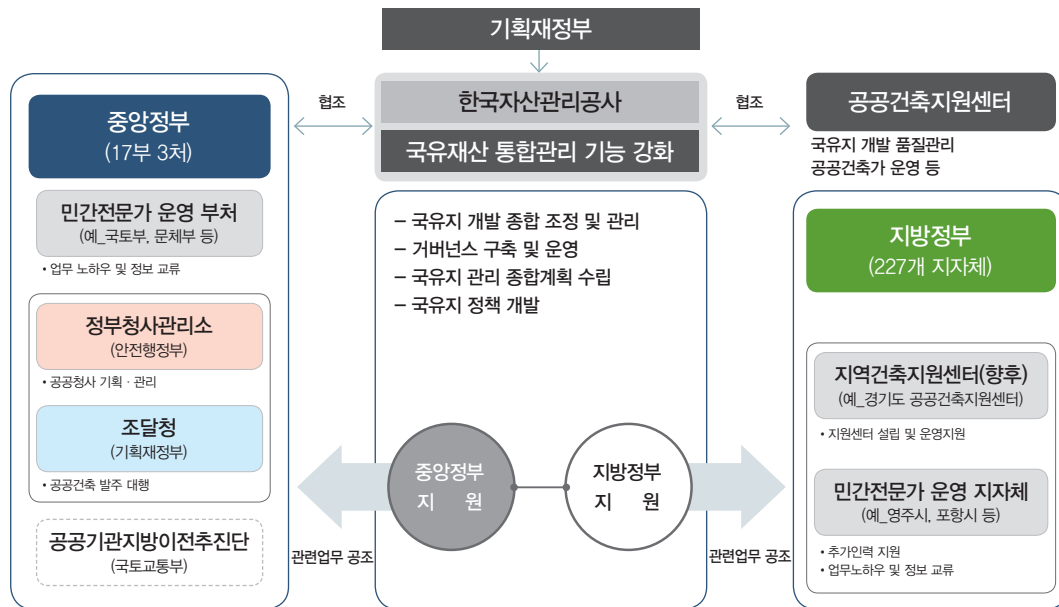 기획재정부
중앙정부
(17부 3처)
민간전문가 운영 부처
(예_국토부, 문체부 등)
• 업무 노하우 및 정보 교류
정부청사관리소
(안전행정부)
• 공공청사 기획 · 관리
조달청
(기획재정부)
• 공공건축 발주 대행
공공기관지방이전추진단
(국토교통부)
협조
한국자산관리공사
국유재산 통합관리 기능 강화
– 국유지 개발 종합 조정 및 관리
– 거버넌스 구축 및 운영
– 국유지 관리 종합계획 수립
– 국유지 정책 개발
중앙정부
지 원
지방정부
지 원
관련업무 공조
관련업무 공조
협조
공공건축지원센터
국유지 개발 품질관리
공공건축가 운영 등
지방정부
(227개 지자체)
지역건축지원센터(향후)
(예_경기도 공공건축지원센터)
• 지원센터 설립 및 운영지원
민간전문가 운영 지자체
(예_영주시, 포항시 등)
• 추가인력 지원
• 업무노하우 및 정보 교류